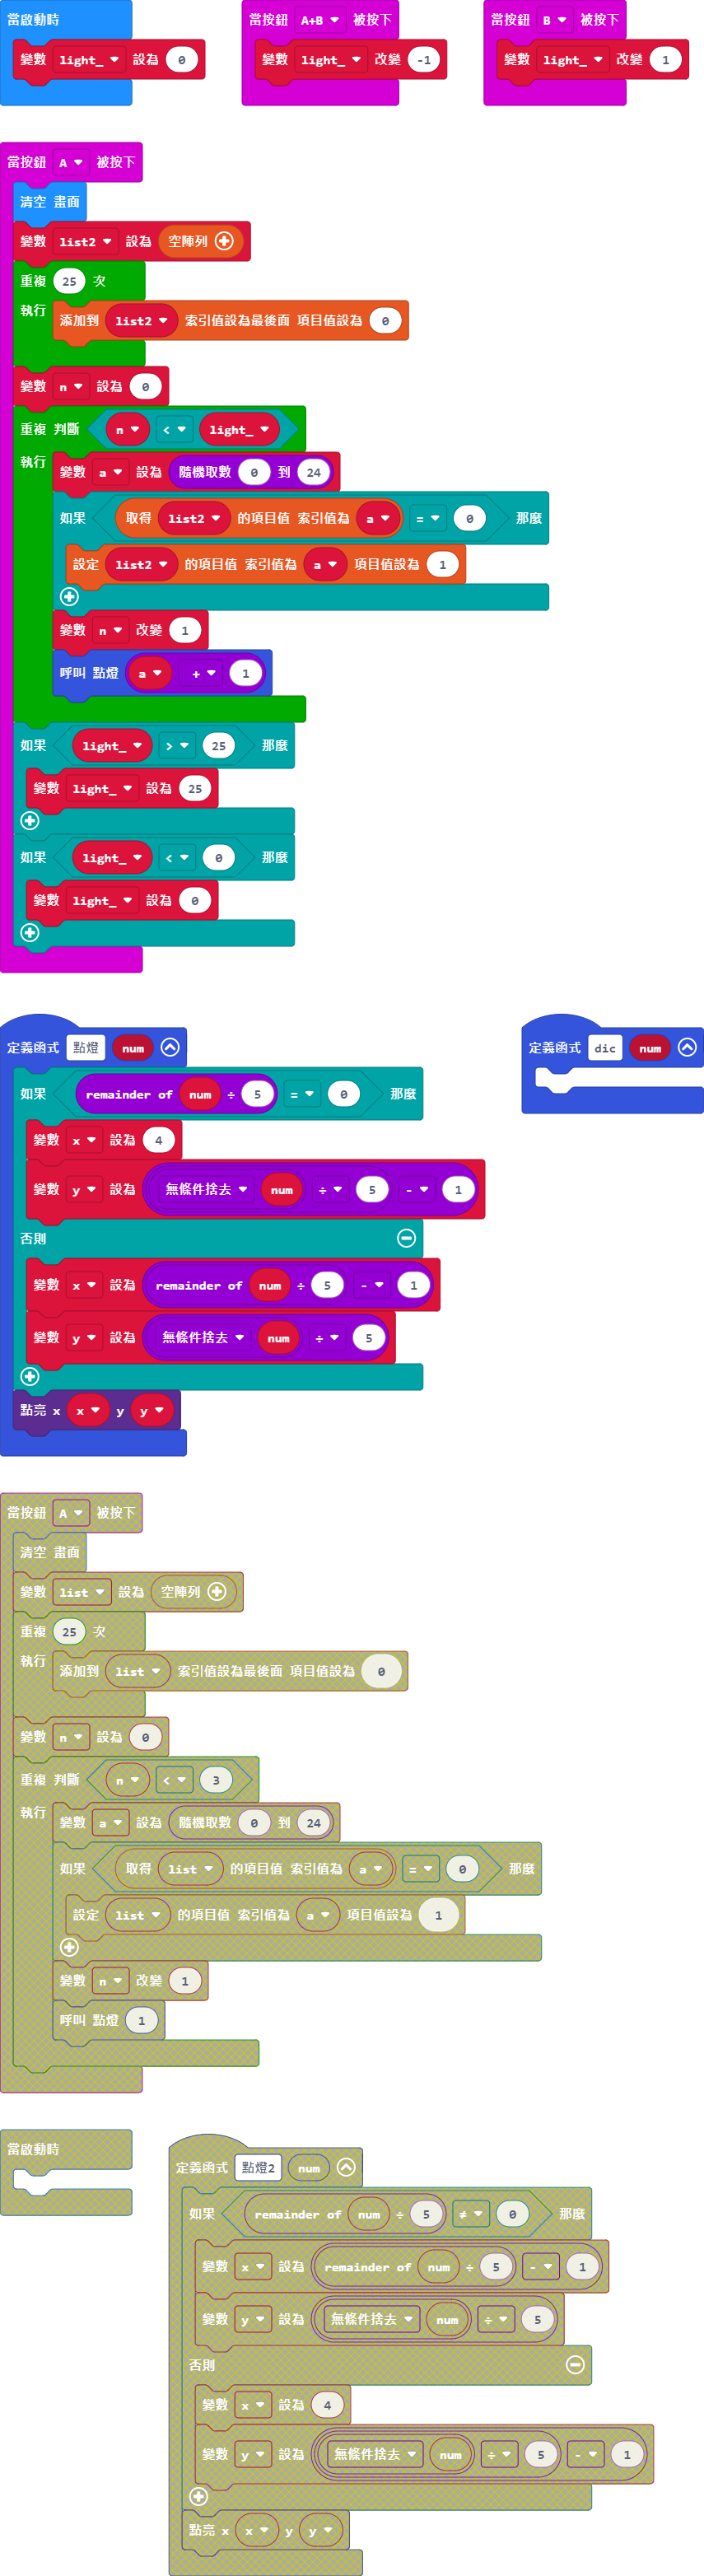 當啟動時
變數 light_ 設為 0
當按鈕 A+B 被按下
變數 light_ 改變 -1
當按鈕 B 被按下
變數 light_ 改變 1
當按鈕 A 被按下
清空 畫面
變數 list2 設為 空陣列
重複 25 次
執行
添加到 list2 索引值設為最後面 項目值設為 0
變數 n 設為 0
重複 判斷 n < light_
執行
變數 a 設為 隨機取數 0 到 24
如果 取得 list2 的項目值 索引值為 a = 0 那麼
設定 list2 的項目值 索引值為 a 項目值設為 1
變數 n 改變 1
呼叫 點燈 a + 1
如果 light_ > 25 那麼
變數 light_ 設為 25
如果 light_ < 0 那麼
變數 light_ 設為 0
定義函式 點燈 num
如果 remainder of num ÷ 5 = 0 那麼
變數 x 設為 4
變數 y 設為 無條件捨去 num ÷ 5 - 1
否則
變數 x 設為 remainder of num ÷ 5 - 1
變數 y 設為 無條件捨去 num ÷ 5
點亮 x x y y
定義函式 dic num
當按鈕 A 被按下
清空 畫面
變數 list 設為 空陣列
重複 25 次
執行
添加到 list 索引值設為最後面 項目值設為 0
變數 n 設為 0
重複 判斷 n < 3
執行
變數 a 設為 隨機取數 0 到 24
如果 取得 list 的項目值 索引值為 a = 0 那麼
設定 list 的項目值 索引值為 a 項目值設為 1
變數 n 改變 1
呼叫 點燈 1
當啟動時
定義函式 點燈2 num
如果 remainder of num ÷ 5 ≠ 0 那麼
變數 x 設為 remainder of num ÷ 5 - 1
變數 y 設為 無條件捨去 num ÷ 5
否則
變數 x 設為 4
變數 y 設為 無條件捨去 num ÷ 5 - 1
點亮 x x y y